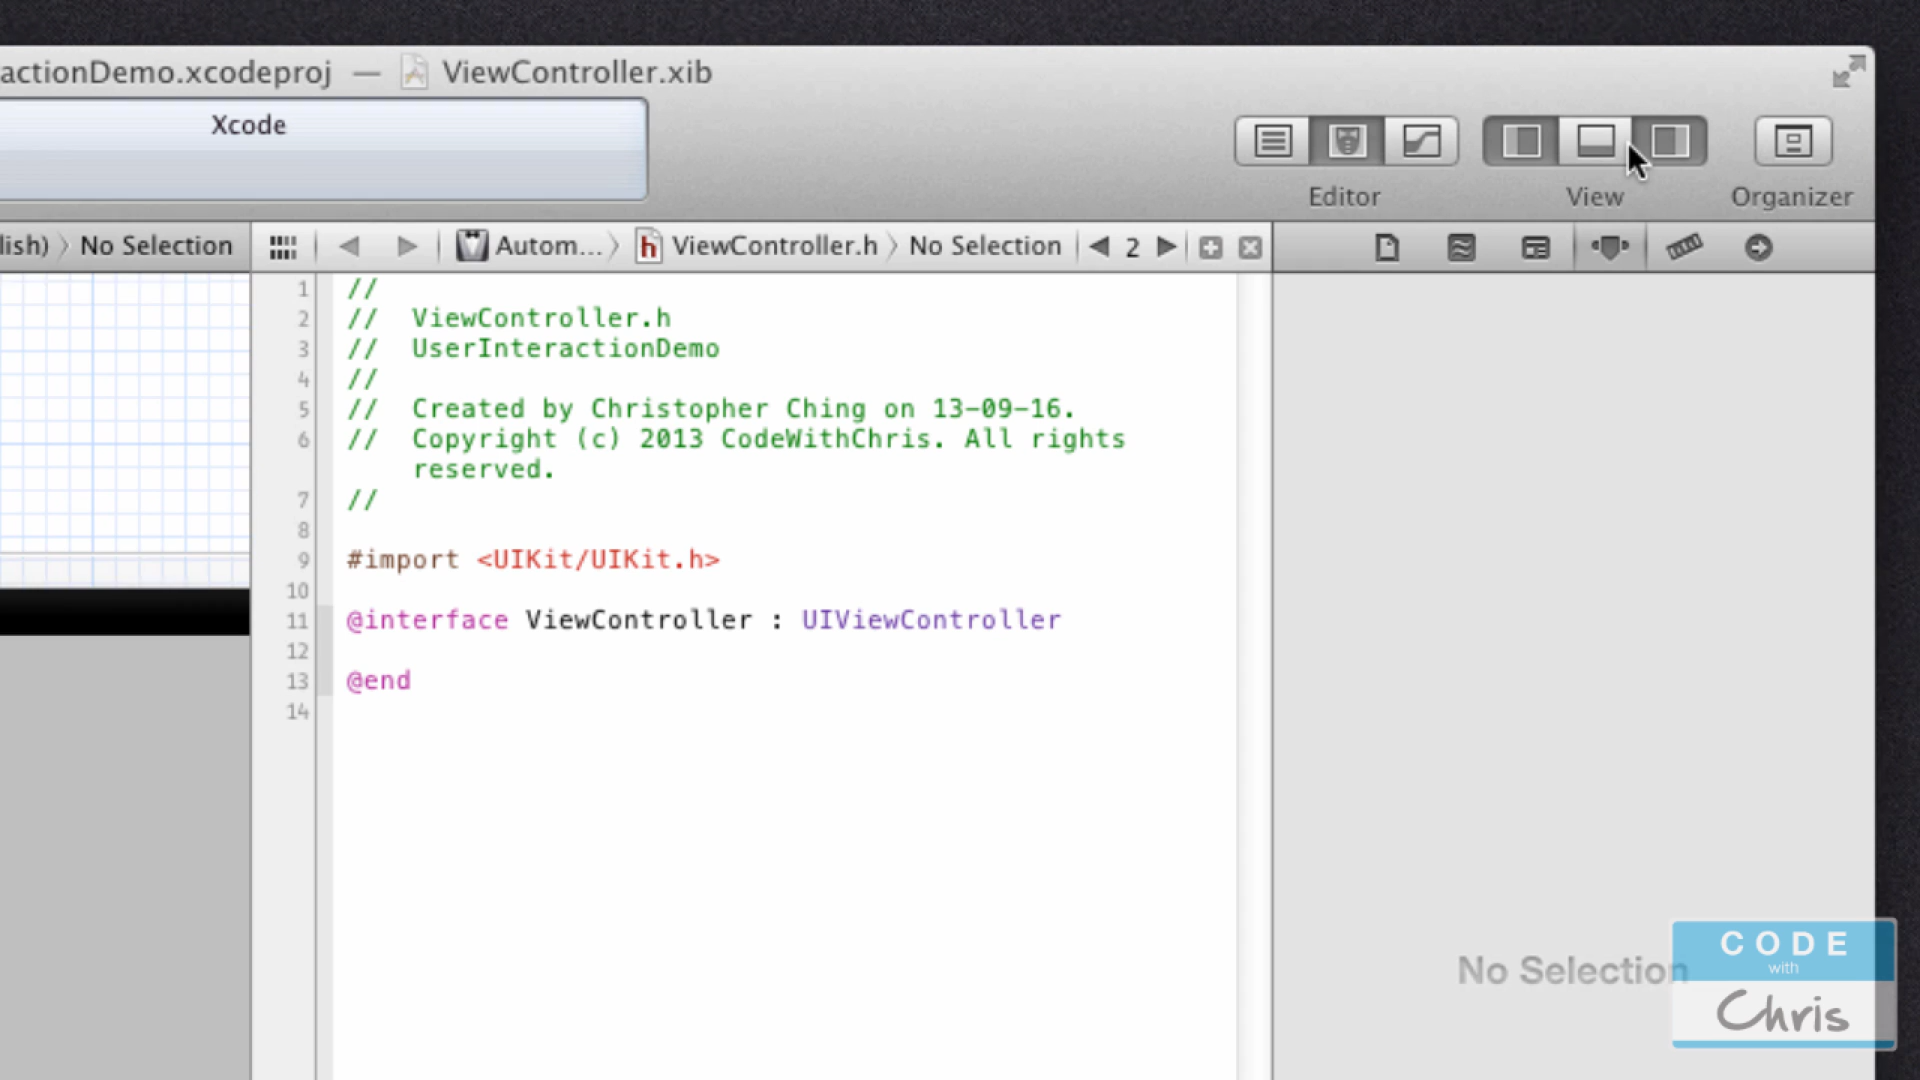 actionDemo.xcodeproj — ViewController.xib
Xcode
Editor
View
Organizer
lish) 〉 No Selection
Autom... 〉 h ViewController.h 〉 No Selection
2
1 //
2 // ViewController.h
3 // UserInteractionDemo
4 //
5 // Created by Christopher Ching on 13-09-16.
6 // Copyright (c) 2013 CodeWithChris. All rights
reserved.
7 //
8
9 #import <UIKit/UIKit.h>
10
11 @interface ViewController : UIViewController
12
13 @end
14
No Selection
CODE
with
Chris